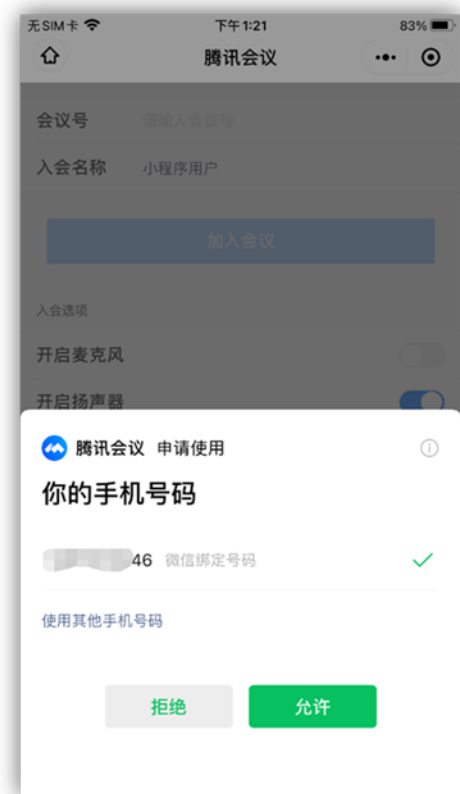 无SIM卡 下午1:21 83%
腾讯会议
会议号 请输入会议号
入会名称 小程序用户
加入会议
入会选项
开启麦克风
开启扬声器
腾讯会议 申请使用
你的手机号码
46 微信绑定号码
使用其他手机号码
拒绝 允许